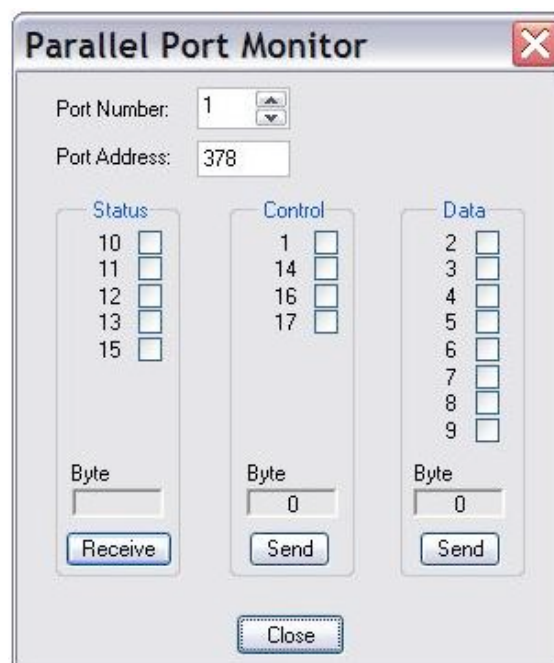 Parallel Port Monitor
Port Number: 1
Port Address: 378
Status
10
11
12
13
15
Byte
Receive
Control
1
14
16
17
Byte
0
Send
Data
2
3
4
5
6
7
8
9
Byte
0
Send
Close